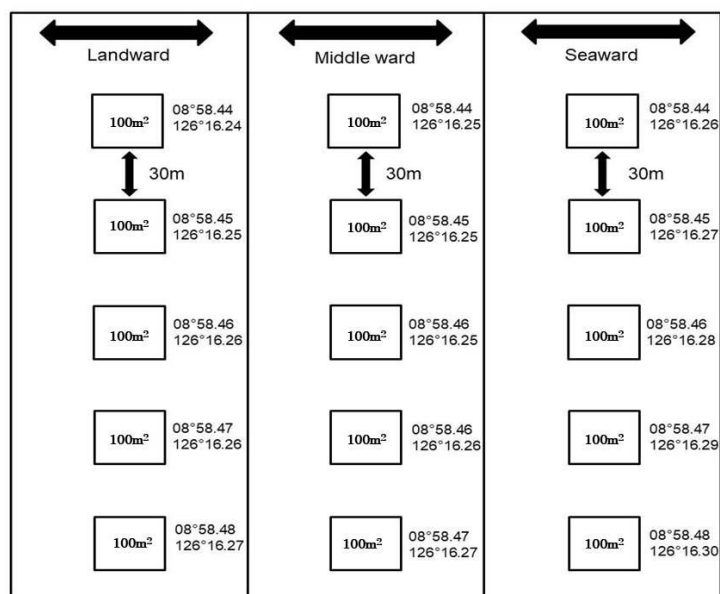 Landward
Middle ward
Seaward
100m²
08°58.44
126°16.24
100m²
08°58.44
126°16.25
100m²
08°58.44
126°16.26
30m
30m
30m
100m²
08°58.45
126°16.25
100m²
08°58.45
126°16.25
100m²
08°58.45
126°16.27
100m²
08°58.46
126°16.26
100m²
08°58.46
126°16.25
100m²
08°58.46
126°16.28
100m²
08°58.47
126°16.26
100m²
08°58.46
126°16.26
100m²
08°58.47
126°16.29
100m²
08°58.48
126°16.27
100m²
08°58.47
126°16.27
100m²
08°58.48
126°16.30